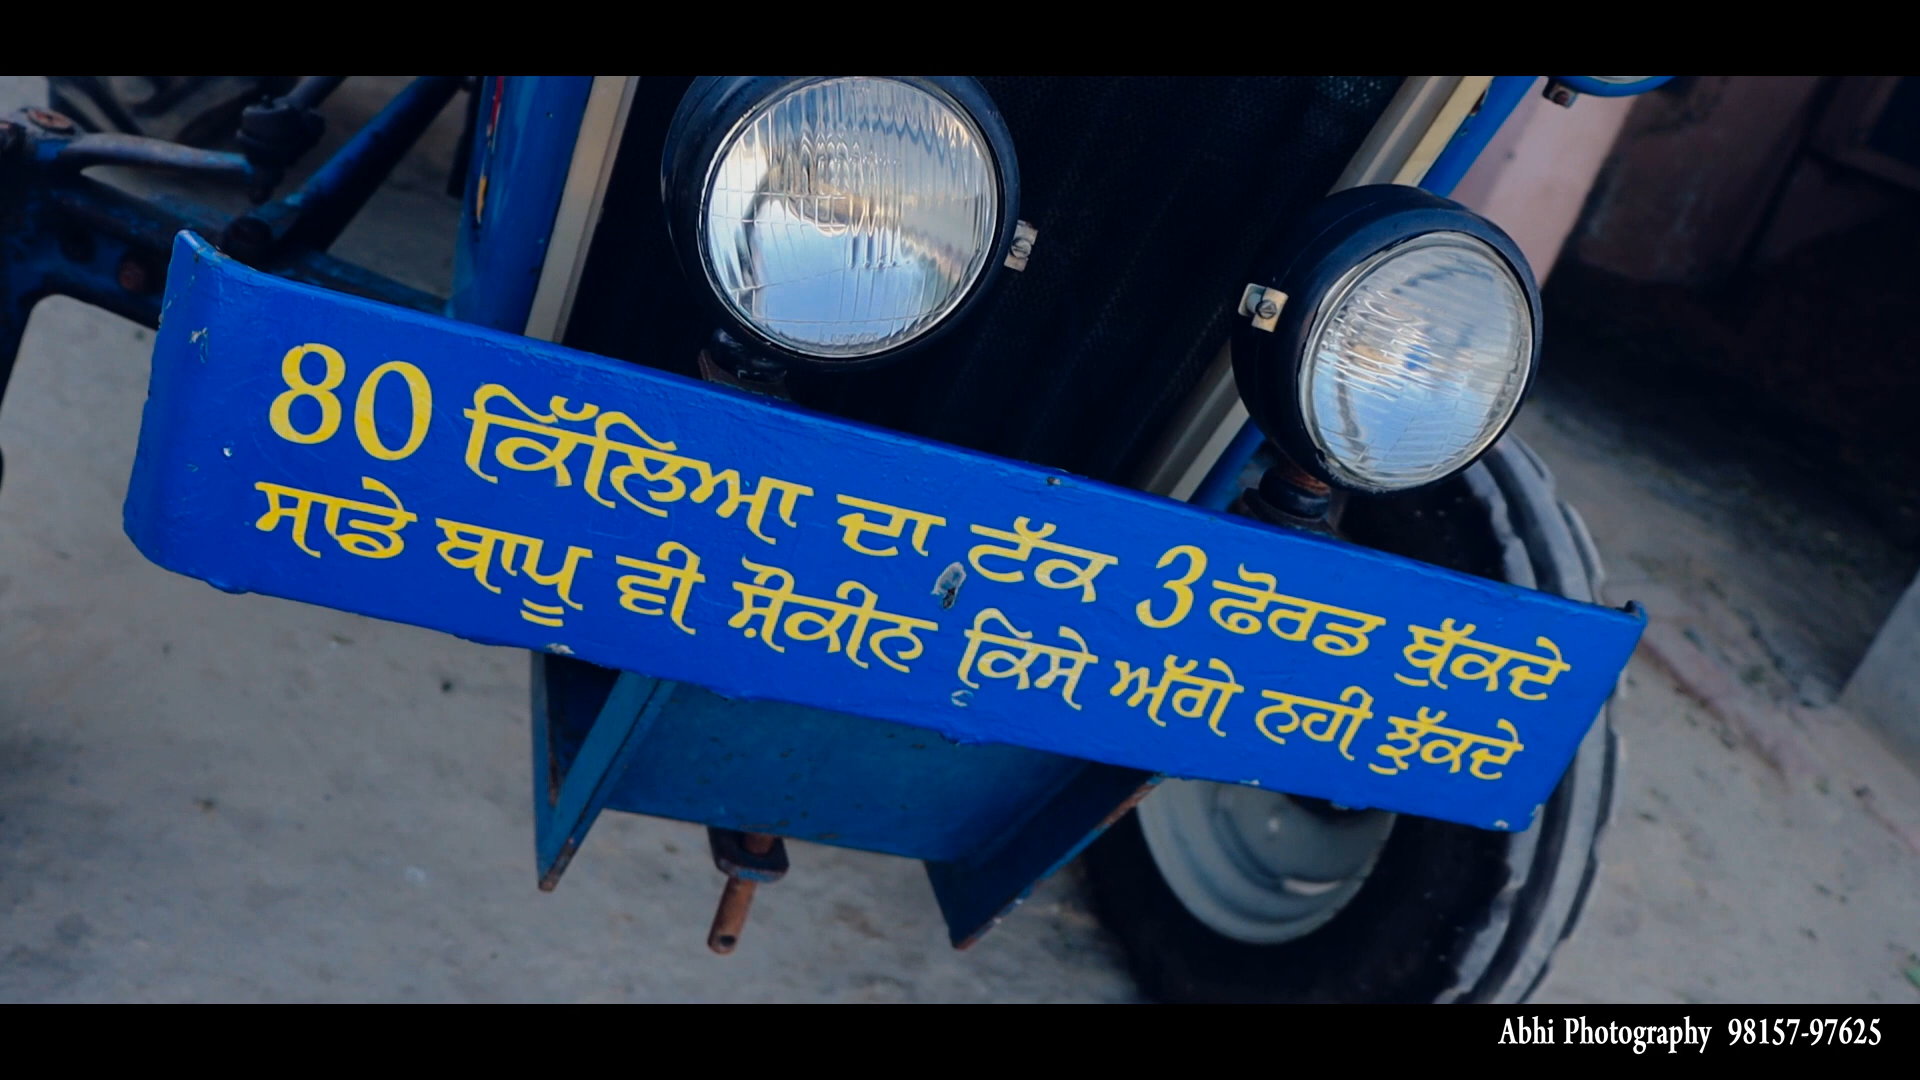 80 ਕਿੱਲਿਆ ਦਾ ਟੱਕ 3 ਫੋਰਡ ਬੁੱਕਦੇ
ਸਾਡੇ ਬਾਪੂ ਵੀ ਸ਼ੌਕੀਨ ਕਿਸੇ ਅੱਗੇ ਨਹੀ ਝੁੱਕਦੇ
Abhi Photography 98157-97625